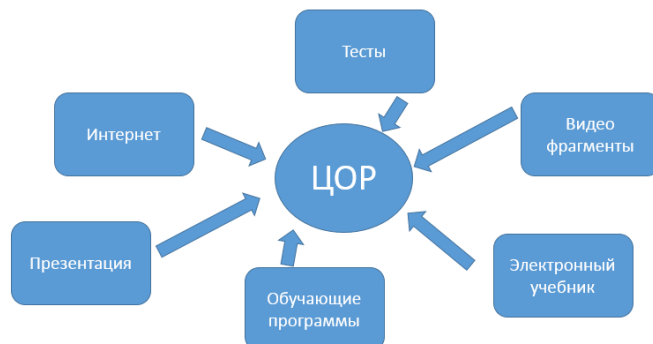 Тесты
Интернет
Видео
фрагменты
ЦОР
Презентация
Электронный
учебник
Обучающие
программы